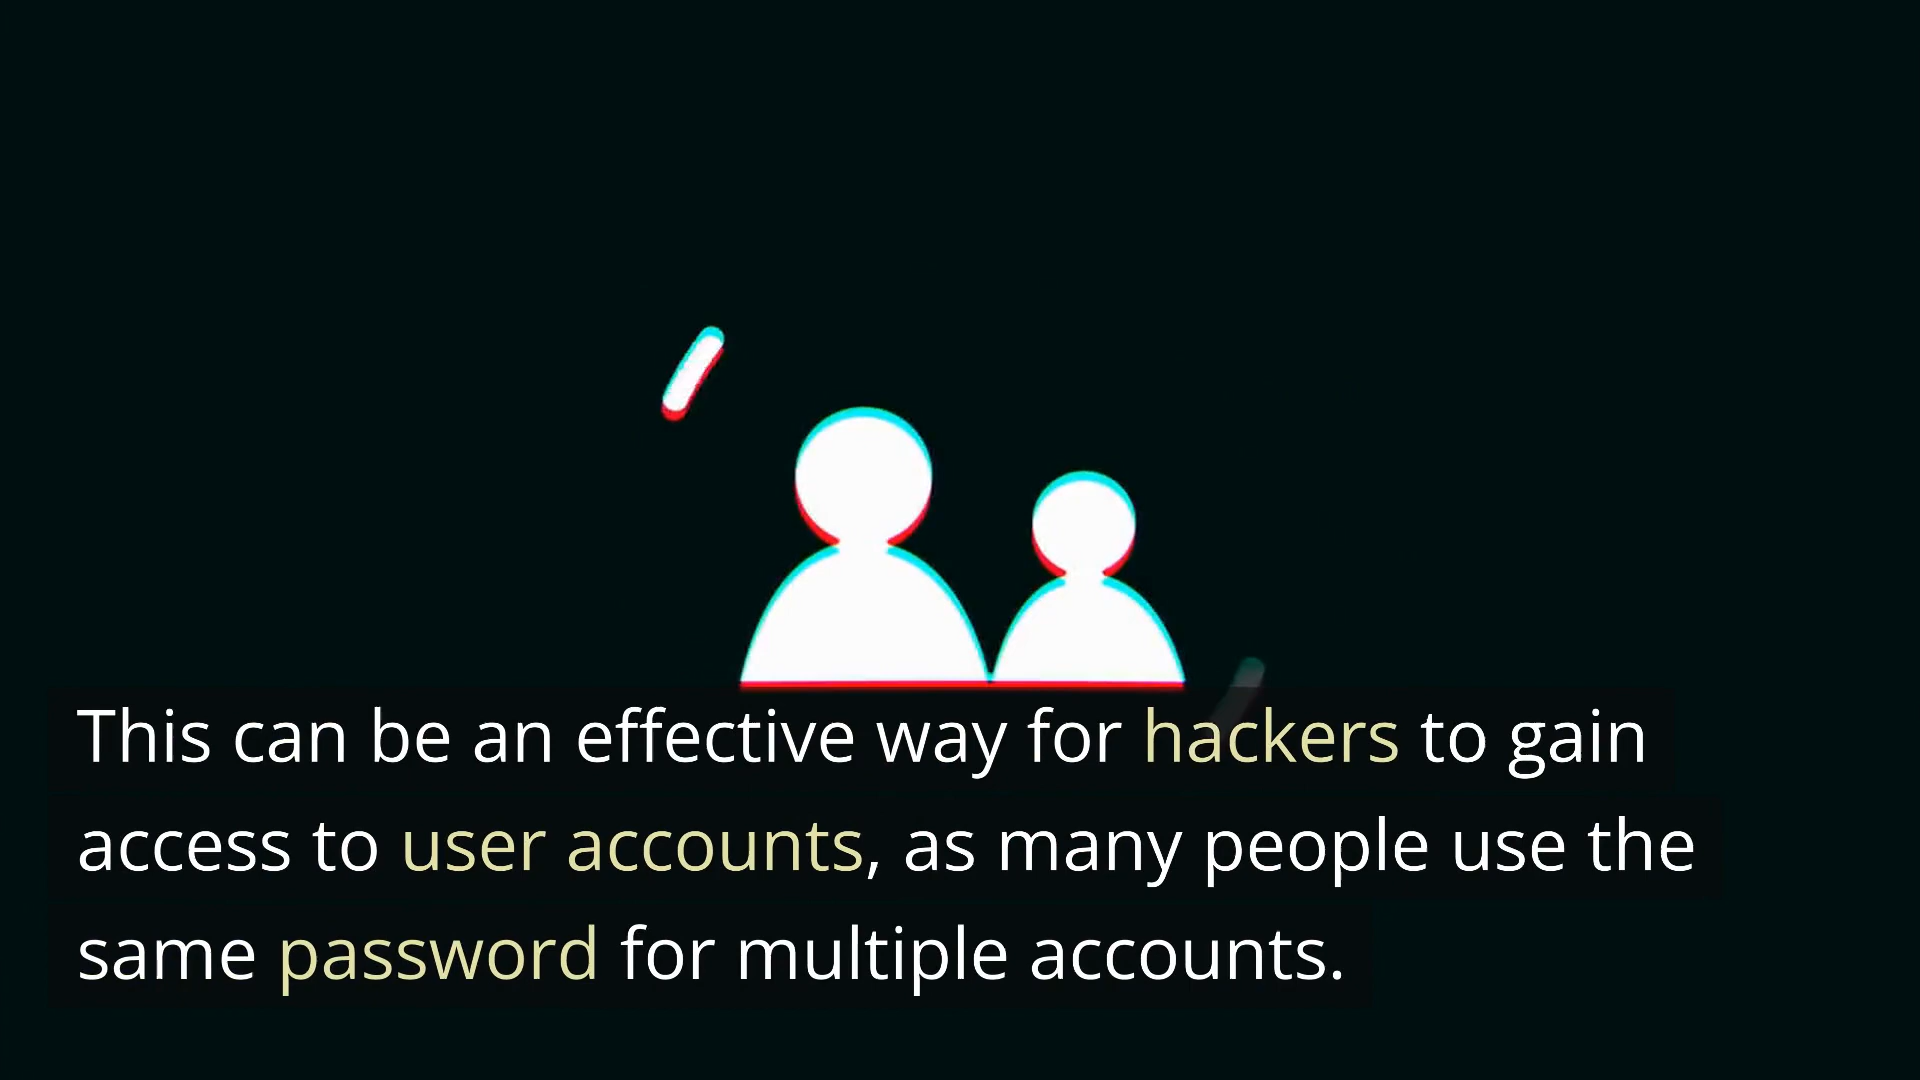 This can be an effective way for hackers to gain
access to user accounts, as many people use the
same password for multiple accounts.